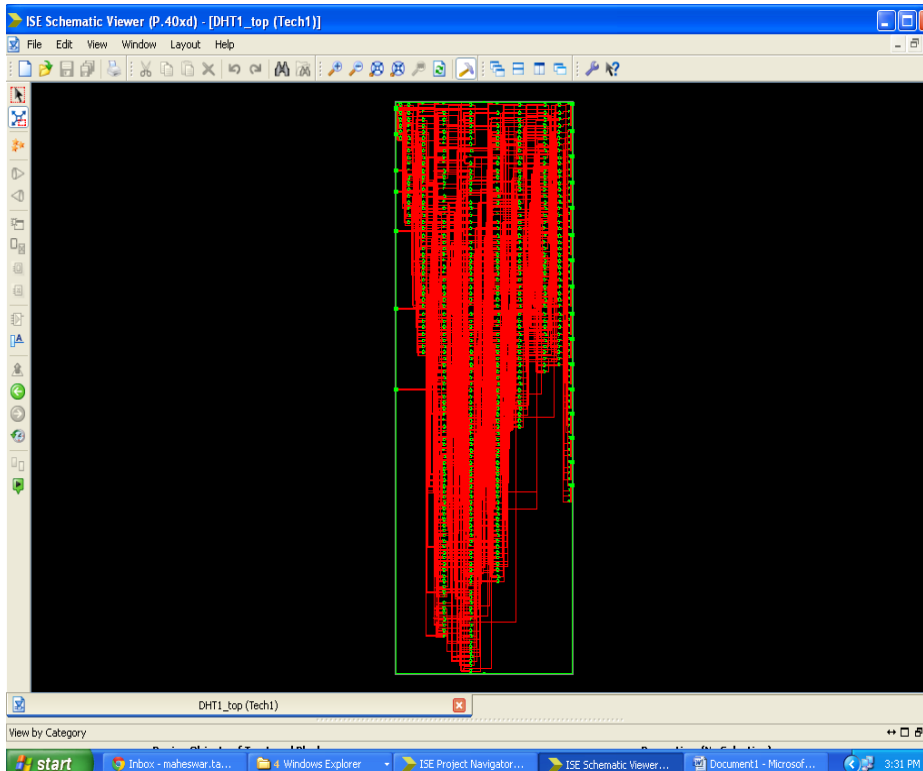 ISE Schematic Viewer (P.40xd) - [DHT1_top (Tech1)]
File Edit View Window Layout Help
DHT1_top (Tech1)
View by Category
start Inbox - maheswar.ta... 4 Windows Explorer ISE Project Navigator... ISE Schematic Viewer... Document1 - Microsof... 3:31 PM